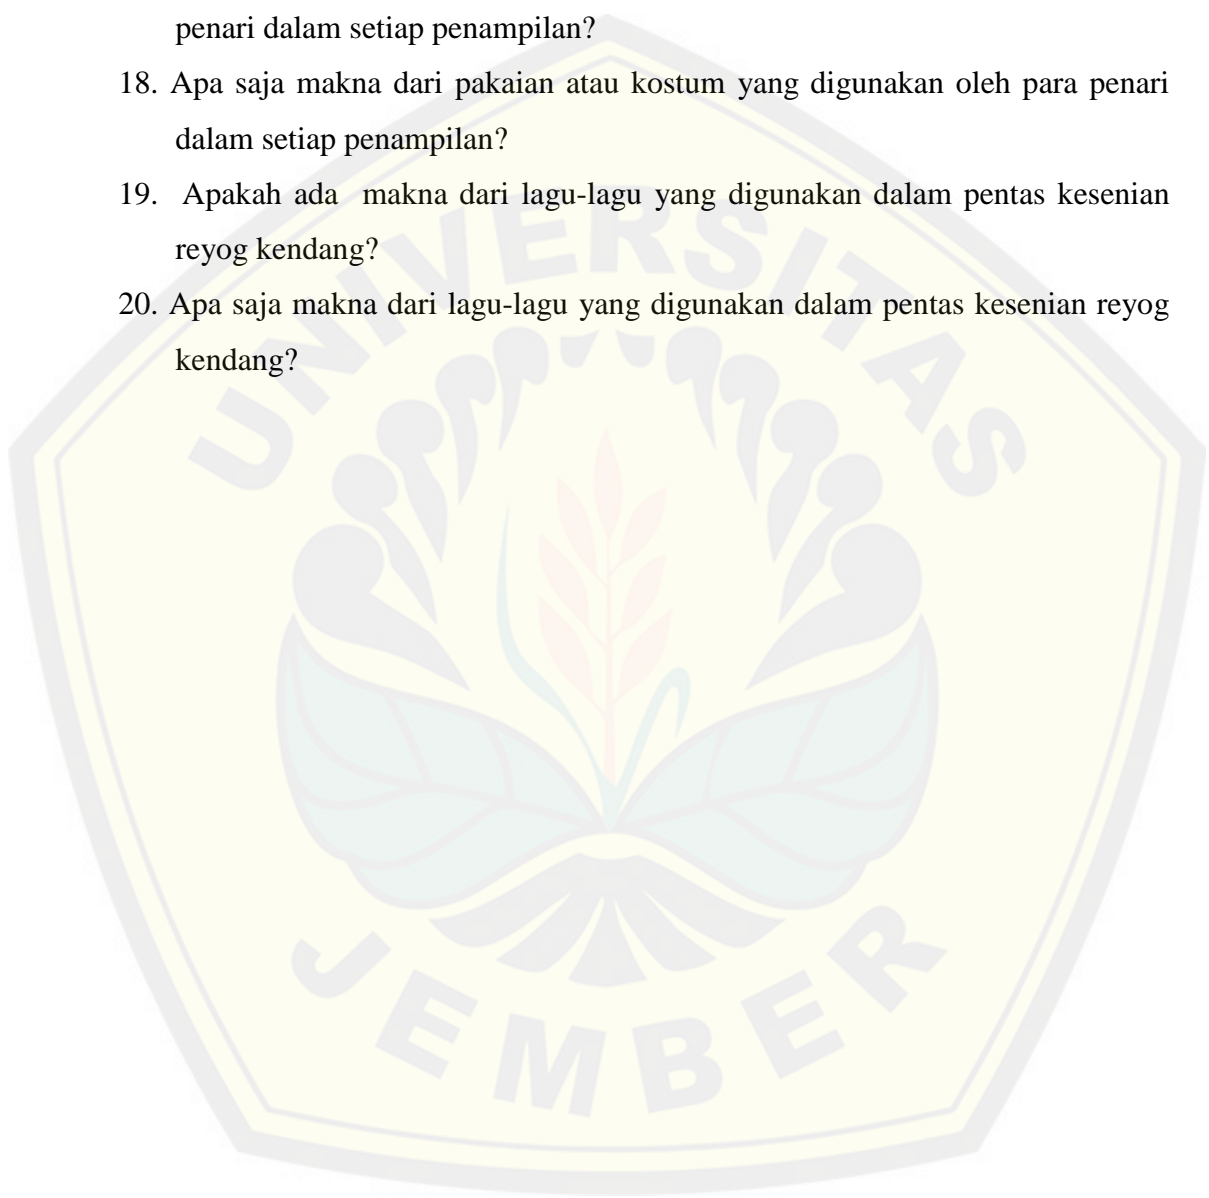 penari dalam setiap penampilan?
18. Apa saja makna dari pakaian atau kostum yang digunakan oleh para penari
dalam setiap penampilan?
19. Apakah ada makna dari lagu-lagu yang digunakan dalam pentas kesenian
reyog kendang?
20. Apa saja makna dari lagu-lagu yang digunakan dalam pentas kesenian reyog
kendang?
UNIVERSITAS
JEMBER